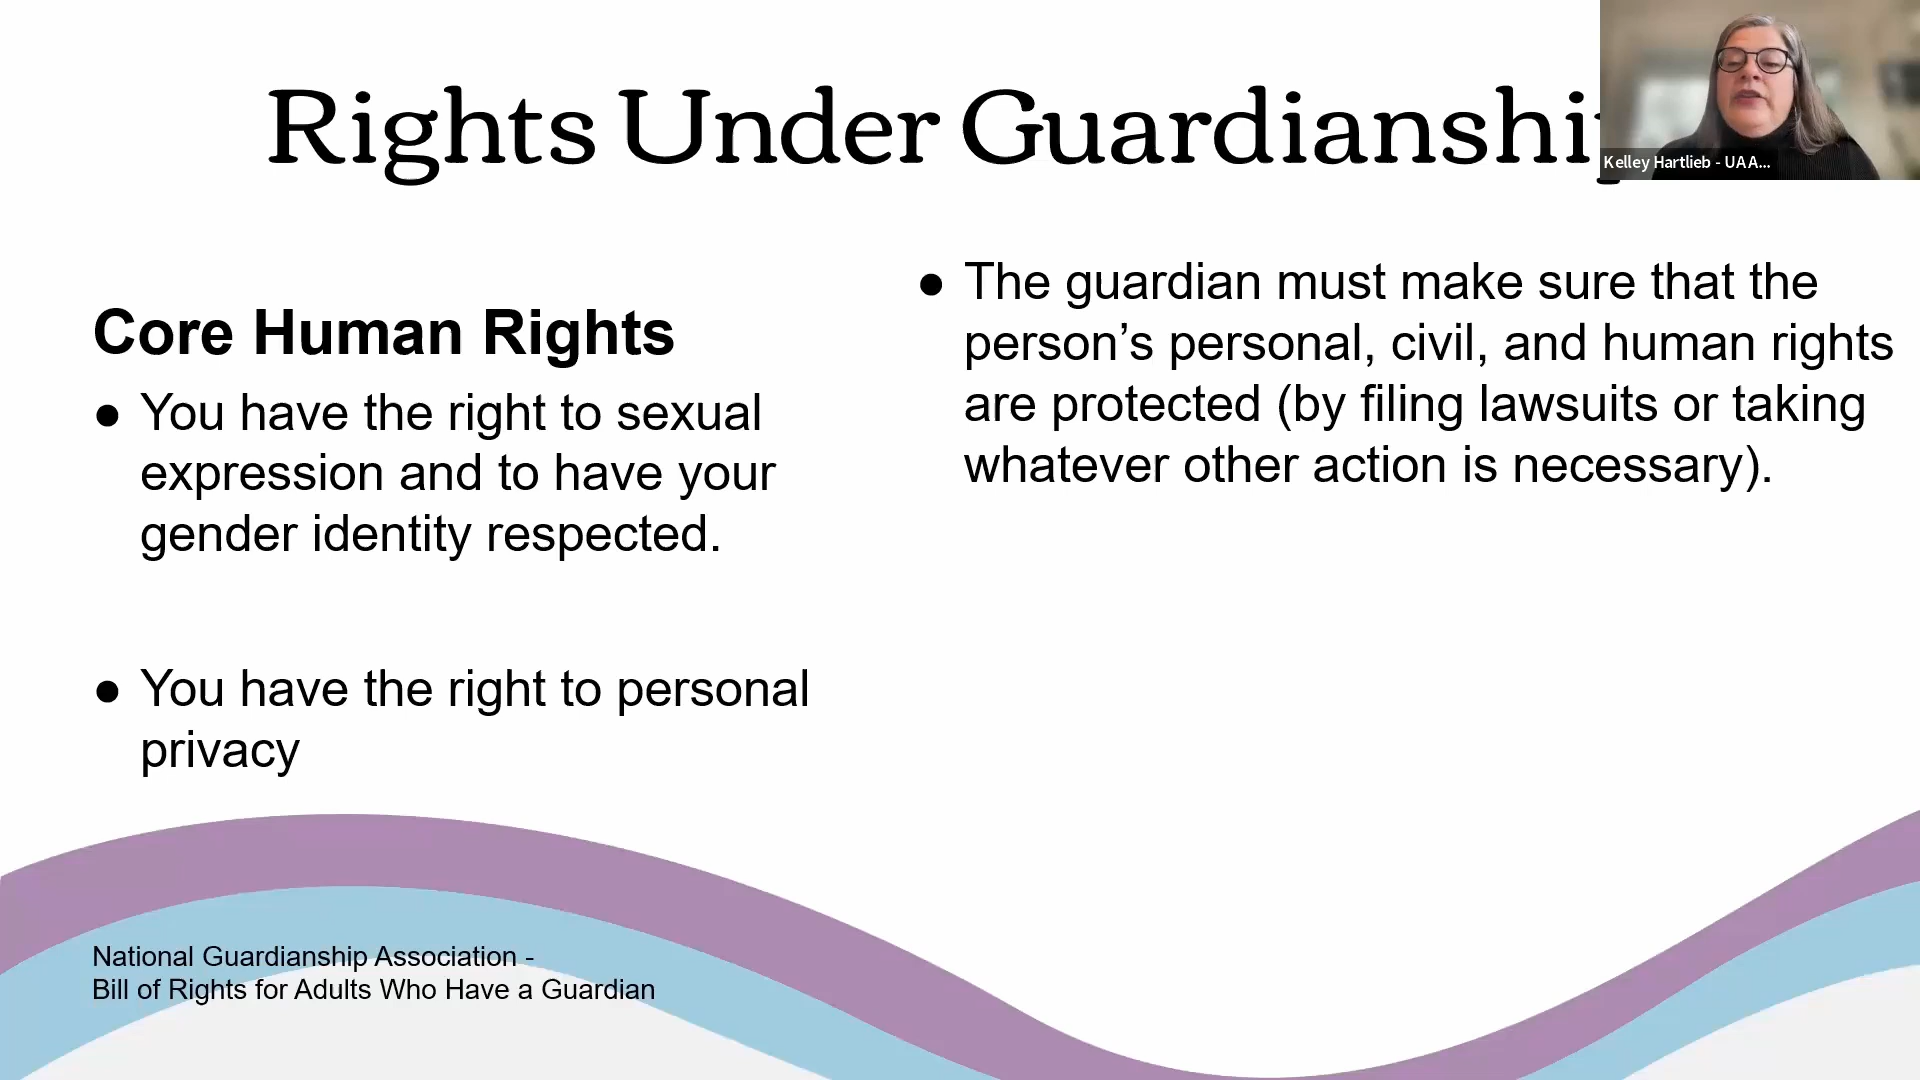 Rights Under Guardianship
Kelley Hartlieb - UAA...
Core Human Rights
● You have the right to sexual
expression and to have your
gender identity respected.
● You have the right to personal
privacy
● The guardian must make sure that the
person’s personal, civil, and human rights
are protected (by filing lawsuits or taking
whatever other action is necessary).
National Guardianship Association -
Bill of Rights for Adults Who Have a Guardian